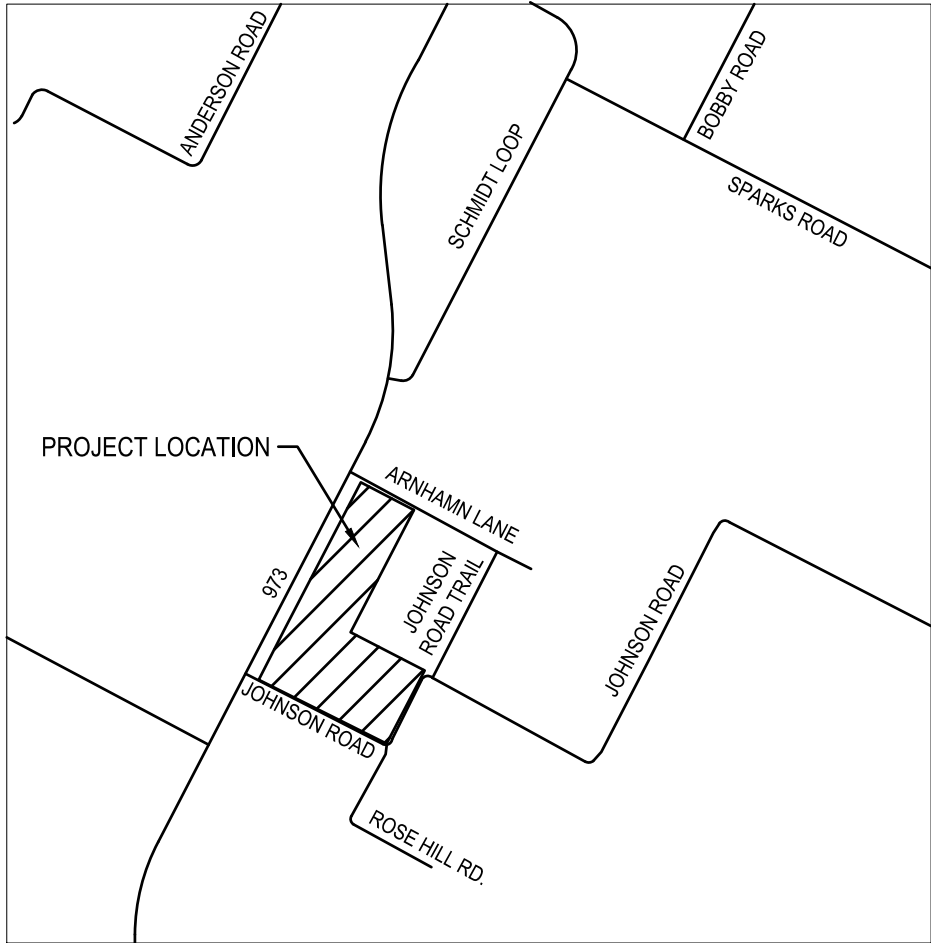 ANDERSON ROAD
BOBBY ROAD
SCHMIDT LOOP
SPARKS ROAD
PROJECT LOCATION
ARNHAMN LANE
973
JOHNSON
ROAD TRAIL
JOHNSON ROAD
JOHNSON ROAD
ROSE HILL RD.